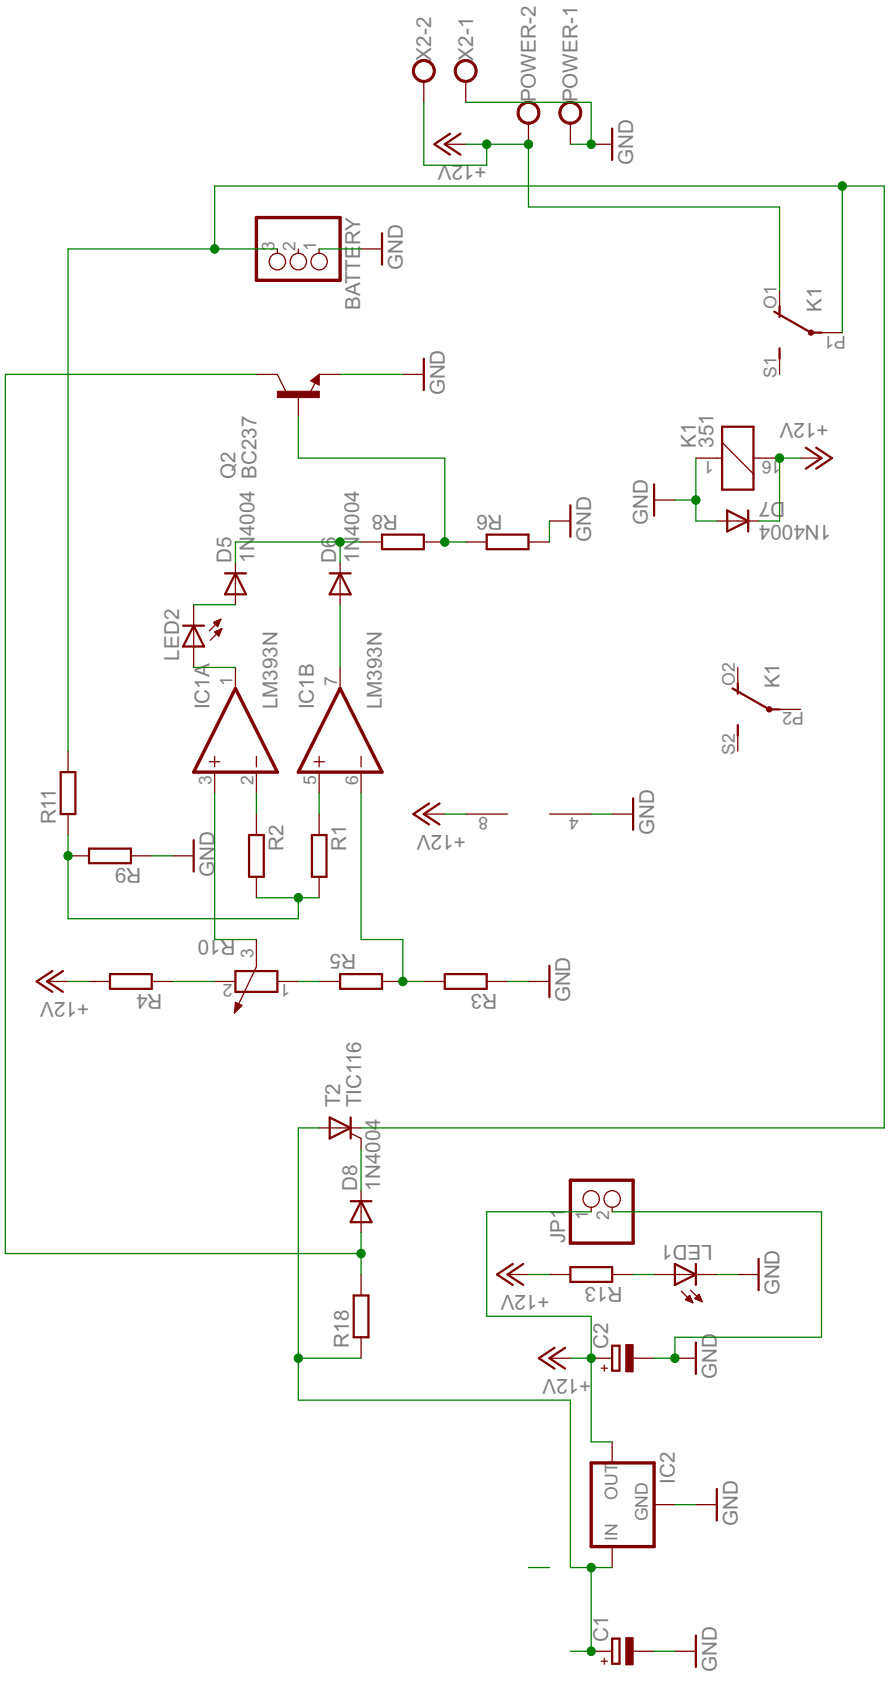 X2-2
X2-1
POWER-2
POWER-1
+12V
GND
3
2
1
BATTERY
GND
O1
K1
P1
S1
GND
Q2
BC237
K1
351
1
16
+12V
GND
D7
1N4004
D5
1N4004
D6
1N4004
R8
R6
GND
LED2
IC1A
1
LM393N
IC1B
7
LM393N
O2
K1
P2
S2
+
-
3
2
+
-
5
6
R11
R9
GND
R2
R1
+12V
8
4
GND
R10
3
+12V
R4
2
1
R5
R3
GND
T2
TIC116
D8
1N4004
JP1
1
2
LED1
+12V
R13
GND
R18
C2
+
+12V
GND
OUT
IN
GND
IC2
GND
C1
+
GND